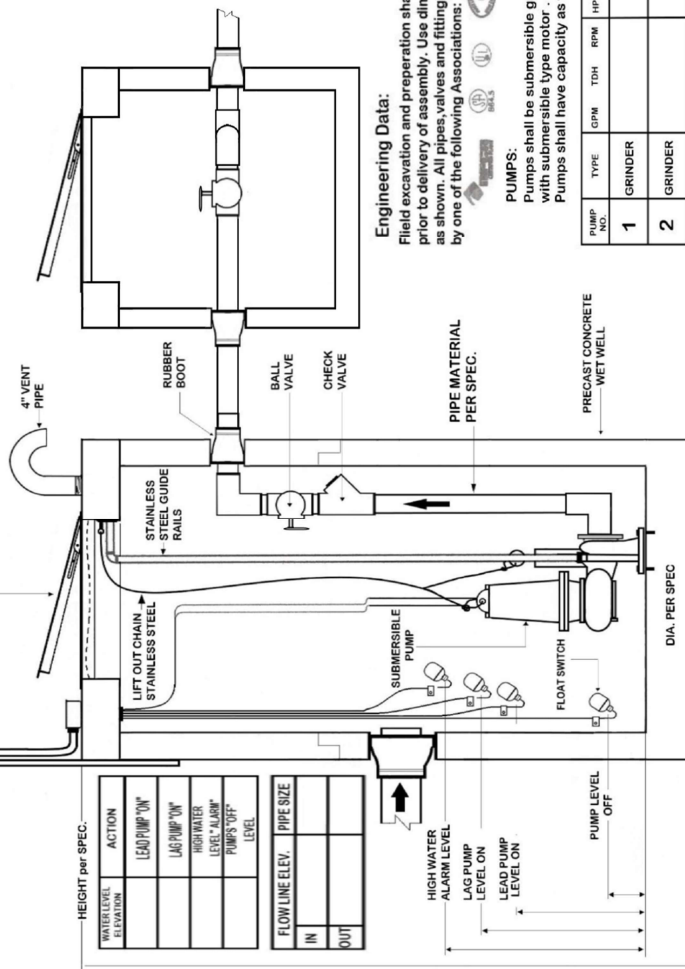 HEIGHT per SPEC.
WATER LEVEL
ELEVATION
ACTION
LEAD PUMP "ON"
LAG PUMP "ON"
HIGH WATER
LEVEL" ALARM"
PUMPS "OFF"
LEVEL
FLOW LINE ELEV.
PIPE SIZE
IN
OUT
4" VENT
PIPE
RUBBER
BOOT
STAINLESS
STEEL GUIDE
RAILS
LIFT OUT CHAIN
STAINLESS STEEL
BALL
VALVE
CHECK
VALVE
PIPE MATERIAL
PER SPEC.
SUBMERSIBLE
PUMP
FLOAT SWITCH
HIGH WATER
ALARM LEVEL
LAG PUMP
LEVEL ON
LEAD PUMP
LEVEL ON
PUMP LEVEL
OFF
PRECAST CONCRETE
WET WELL
DIA. PER SPEC
Engineering Data:
Flield excavation and preperation sha
prior to delivery of assembly. Use dim
as shown. All pipes,valves and fitting
by one of the following Associations:
PUMPS:
Pumps shall be submersible g
with submersible type motor .
Pumps shall have capacity as
PUMP
NO.
TYPE
GPM
TDH
RPM
HP
1
GRINDER
2
GRINDER